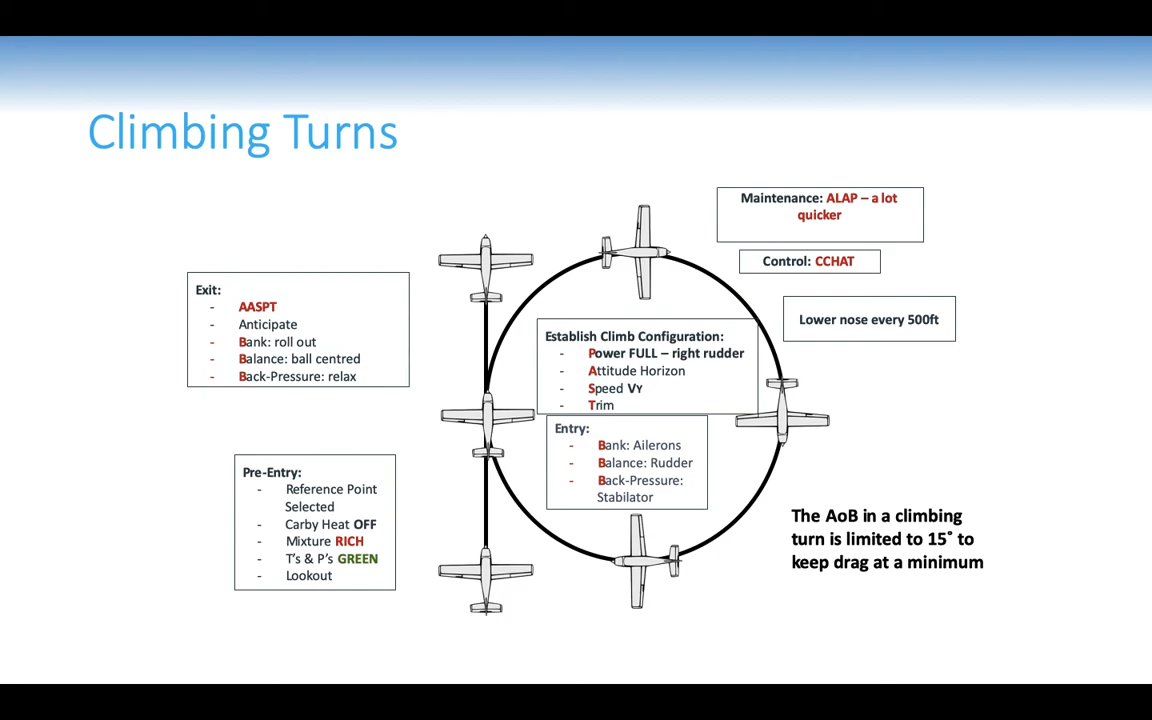 Climbing Turns
Maintenance: ALAP – a lot
quicker
Control: CCHAT
Lower nose every 500ft
Exit:
- AASPT
- Anticipate
- Bank: roll out
- Balance: ball centred
- Back-Pressure: relax
Establish Climb Configuration:
- Power FULL – right rudder
- Attitude Horizon
- Speed VY
- Trim
Entry:
- Bank: Ailerons
- Balance: Rudder
- Back-Pressure:
Stabilator
Pre-Entry:
- Reference Point
Selected
- Carby Heat OFF
- Mixture RICH
- T's & P's GREEN
- Lookout
The AoB in a climbing
turn is limited to 15˚ to
keep drag at a minimum